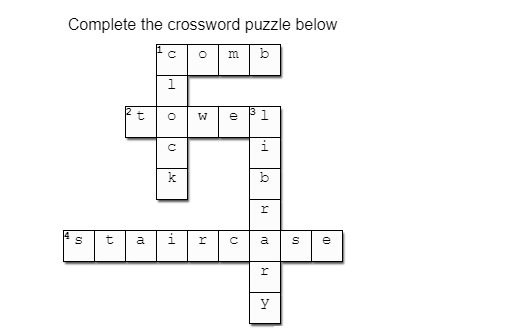 Complete the crossword puzzle below
1 c o m b
l
2 t o w e 3 l
c i
k b
r
4 s t a i r c a s e
r
y